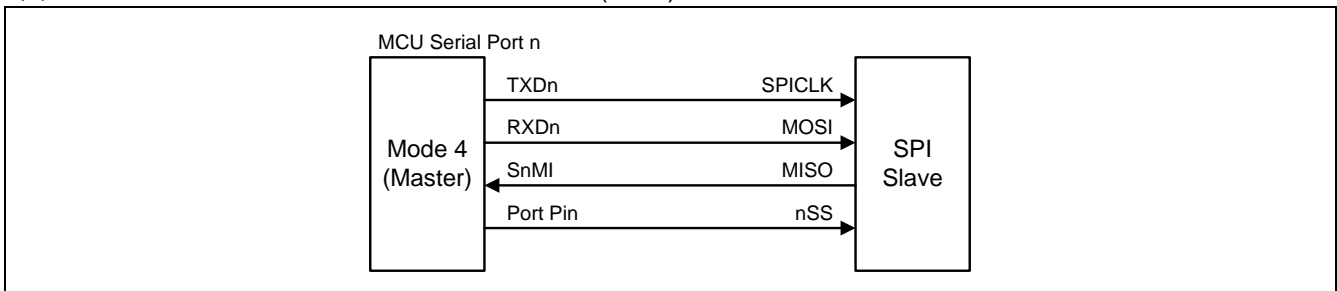 MCU Serial Port n
TXDn SPICLK
RXDn MOSI
Mode 4 SPI
(Master) Slave
SnMI MISO
Port Pin nSS